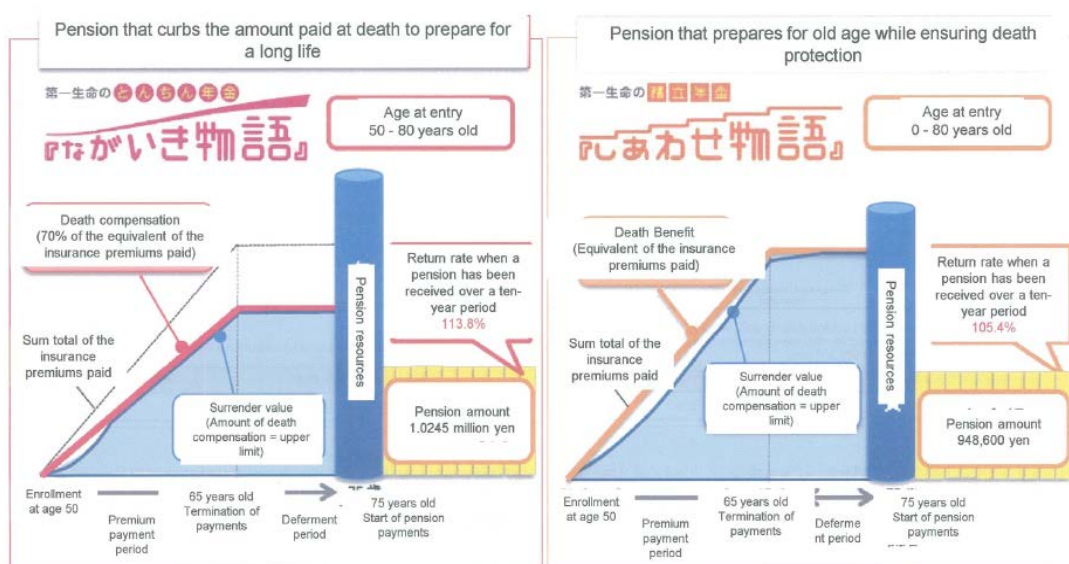 Pension that curbs the amount paid at death to prepare for
a long life
第一生命のとんちん年金
『ながいき物語』
Age at entry
50 - 80 years old
Death compensation
(70% of the equivalent of the
insurance premiums paid)
Sum total of the
insurance
premiums paid
Surrender value
(Amount of death
compensation = upper
limit)
Pension resources
Return rate when a
pension has been
received over a ten-
year period
113.8%
Pension amount
1.0245 million yen
Enrollment
at age 50
Premium
payment
period
65 years old
Termination of
payments
Deferment
period
75 years old
Start of pension
payments
Pension that prepares for old age while ensuring death
protection
第一生命の積立年金
『しあわせ物語』
Age at entry
0 - 80 years old
Death Benefit
(Equivalent of the insurance
premiums paid)
Sum total of the
insurance
premiums paid
Surrender value
(Amount of death
compensation = upper
limit)
Pension resources
Return rate when a
pension has been
received over a ten-
year period
105.4%
Pension amount
948,600 yen
Enrollment
at age 50
Premium
payment
period
65 years old
Termination of
payments
Deferme
nt period
75 years old
Start of pension
payments